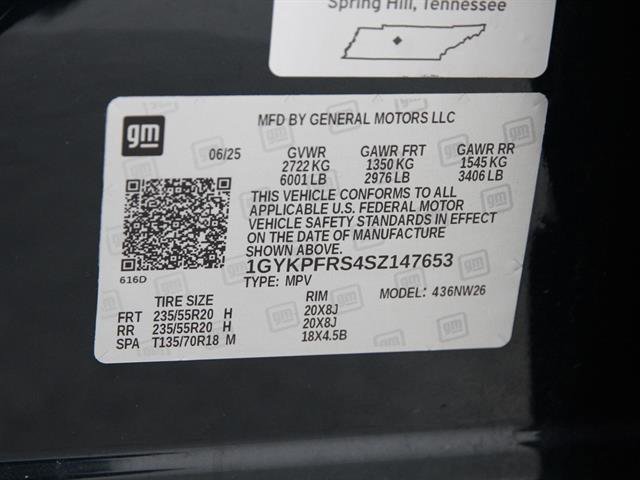 Spring Hill, Tennessee
gm
MFD BY GENERAL MOTORS LLC
06/25 GVWR GAWR FRT GAWR RR
2722 KG 1350 KG 1545 KG
6001 LB 2976 LB 3406 LB
THIS VEHICLE CONFORMS TO ALL
APPLICABLE U.S. FEDERAL MOTOR
VEHICLE SAFETY STANDARDS IN EFFECT
ON THE DATE OF MANUFACTURE
SHOWN ABOVE.
1GYKPFRS4SZ147653
616D
TYPE: MPV MODEL: 436NW26
TIRE SIZE RIM
FRT 235/55R20 H 20X8J
RR 235/55R20 H 20X8J
SPA T135/70R18 M 18X4.5B